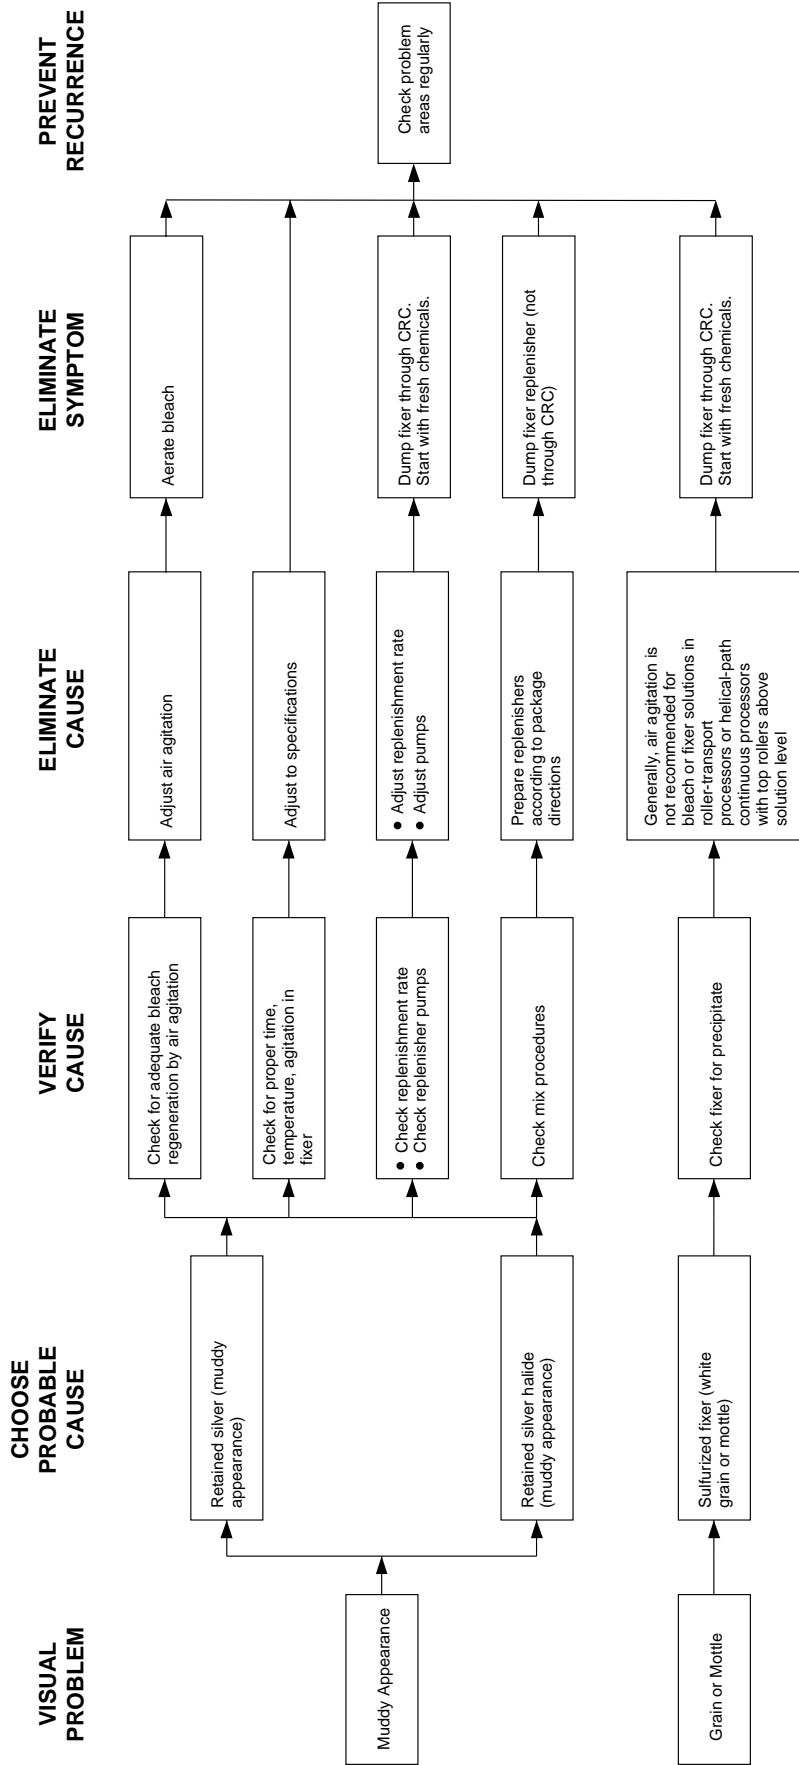 VISUAL
PROBLEM
CHOOSE
PROBABLE
CAUSE
VERIFY
CAUSE
ELIMINATE
CAUSE
ELIMINATE
SYMPTOM
PREVENT
RECURRENCE
Muddy Appearance
Retained silver (muddy
appearance)
Retained silver halide
(muddy appearance)
Check for adequate bleach
regeneration by air agitation
Adjust air agitation
Aerate bleach
Check for proper time,
temperature, agitation in
fixer
Adjust to specifications
● Check replenishment rate
● Check replenisher pumps
● Adjust replenishment rate
● Adjust pumps
Dump fixer through CRC.
Start with fresh chemicals.
Check mix procedures
Prepare replenishers
according to package
directions
Dump fixer replenisher (not
through CRC)
Check problem
areas regularly
Grain or Mottle
Sulfurized fixer (white
grain or mottle)
Check fixer for precipitate
Generally, air agitation is
not recommended for
bleach or fixer solutions in
roller-transport
processors or helical-path
continuous processors
with top rollers above
solution level
Dump fixer through CRC.
Start with fresh chemicals.